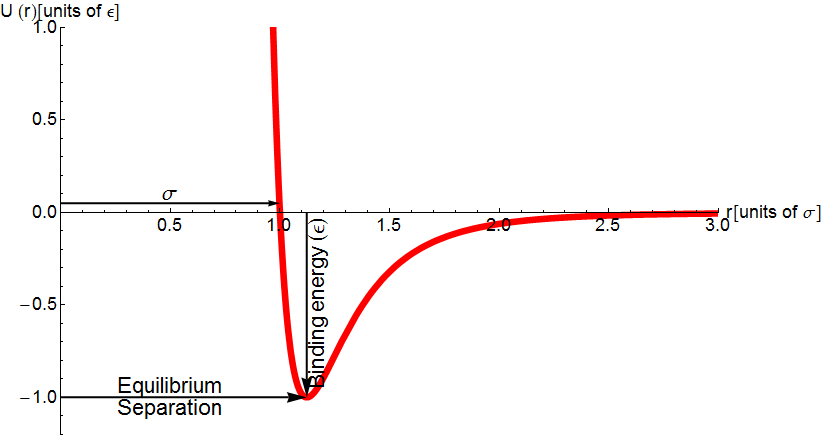 U (r)[units of ϵ]
1.0
0.5
σ
0.0
0.5
1.0
1.5
2.0
2.5
3.0
r[units of σ]
Binding energy (ϵ)
−0.5
−1.0
Equilibrium
Separation